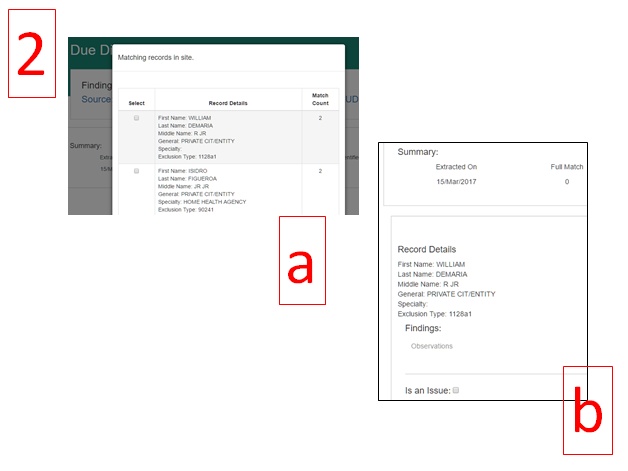 2
Due D
Matching records in site.
Finding
Source
UD
Select Record Details Match Count
First Name: WILLIAM 2
Last Name: DEMARIA
Middle Name: R JR
General: PRIVATE CIT/ENTITY
Specialty:
Exclusion Type: 1128a1
Summary:
Extrac
15/M
First Name: ISIDRO 2
Last Name: FIGUEROA
Middle Name: JR JR
General: PRIVATE CIT/ENTITY
Specialty: HOME HEALTH AGENCY
Exclusion Type: 90241
a
Summary:
Extracted On Full Match
15/Mar/2017 0
Record Details
First Name: WILLIAM
Last Name: DEMARIA
Middle Name: R JR
General: PRIVATE CIT/ENTITY
Specialty:
Exclusion Type: 1128a1
Findings:
Observations
Is an Issue:
b